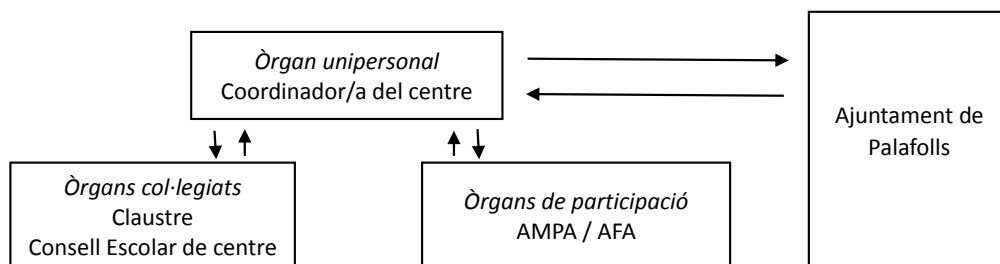 Òrgan unipersonal
Coordinador/a del centre
Ajuntament de
Palafolls
Òrgans col·legiats
Claustre
Consell Escolar de centre
Òrgans de participació
AMPA / AFA